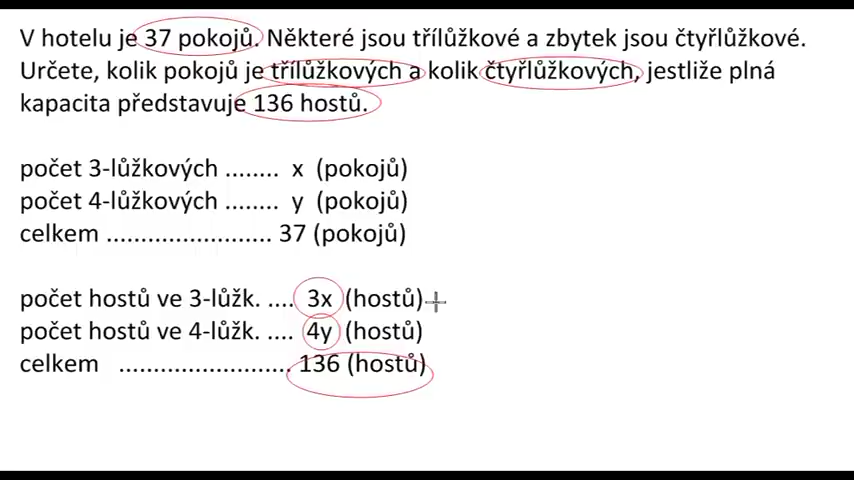 V hotelu je 37 pokojů. Některé jsou třílůžkové a zbytek jsou čtyřlůžkové.
Určete, kolik pokojů je třílůžkových a kolik čtyřlůžkových, jestliže plná
kapacita představuje 136 hostů.
počet 3-lůžkových ........ x (pokojů)
počet 4-lůžkových ........ y (pokojů)
celkem ......................... 37 (pokojů)
počet hostů ve 3-lůžk. .... 3x (hostů)
počet hostů ve 4-lůžk. .... 4y (hostů)
celkem .......................... 136 (hostů)